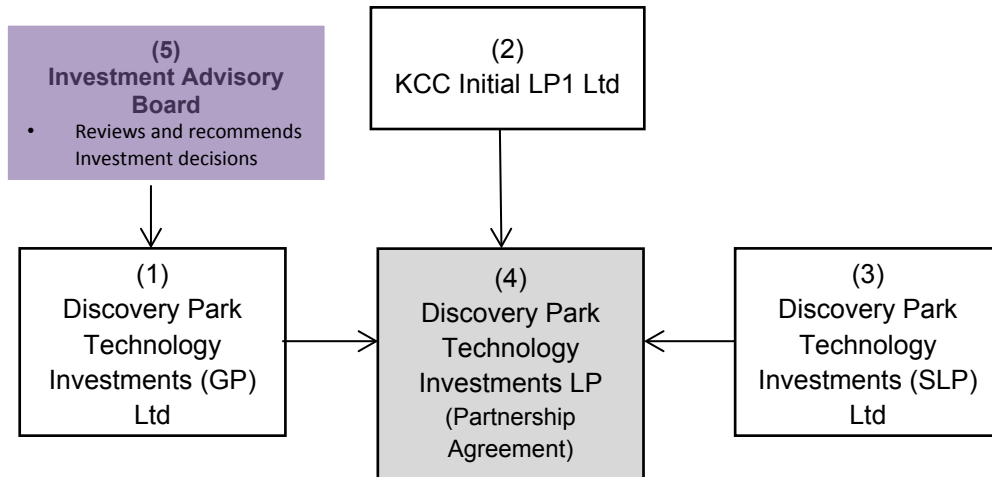 (5)
Investment Advisory
Board
• Reviews and recommends
Investment decisions
(2)
KCC Initial LP1 Ltd
(1)
Discovery Park
Technology
Investments (GP)
Ltd
(4)
Discovery Park
Technology
Investments LP
(Partnership
Agreement)
(3)
Discovery Park
Technology
Investments (SLP)
Ltd